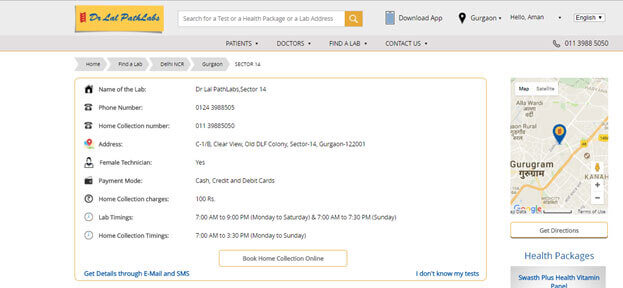 Dr Lal PathLabs
Search for a Test or a Health Package or a Lab Address
Download App
Gurgaon
Hello, Aman
English
PATIENTS
DOCTORS
FIND A LAB
CONTACT US
011 3988 5050
Home
Find a Lab
Delhi NCR
Gurgaon
SECTOR 14
Name of the Lab: Dr Lal PathLabs,Sector 14
Phone Number: 0124 3988505
Home Collection number: 011 39885050
Address: C-1/B, Clear View, Old DLF Colony, Sector-14, Gurgaon-122001
Female Technician: Yes
Payment Mode: Cash, Credit and Debit Cards
Home Collection charges: 100 Rs.
Lab Timings: 7:00 AM to 9:00 PM (Monday to Saturday) & 7:00 AM to 7:30 PM (Sunday)
Home Collection Timings: 7:00 AM to 3:30 PM (Monday to Sunday)
Book Home Collection Online
Get Details through E-Mail and SMS
I don't know my tests
Map Satellite
Alla Wardi
अला वर्दी
Gurugram
गुरुग्राम
KANAH
Google
Map Data
Terms of Use
Get Directions
Health Packages
Swasth Plus Health Vitamin
Panel